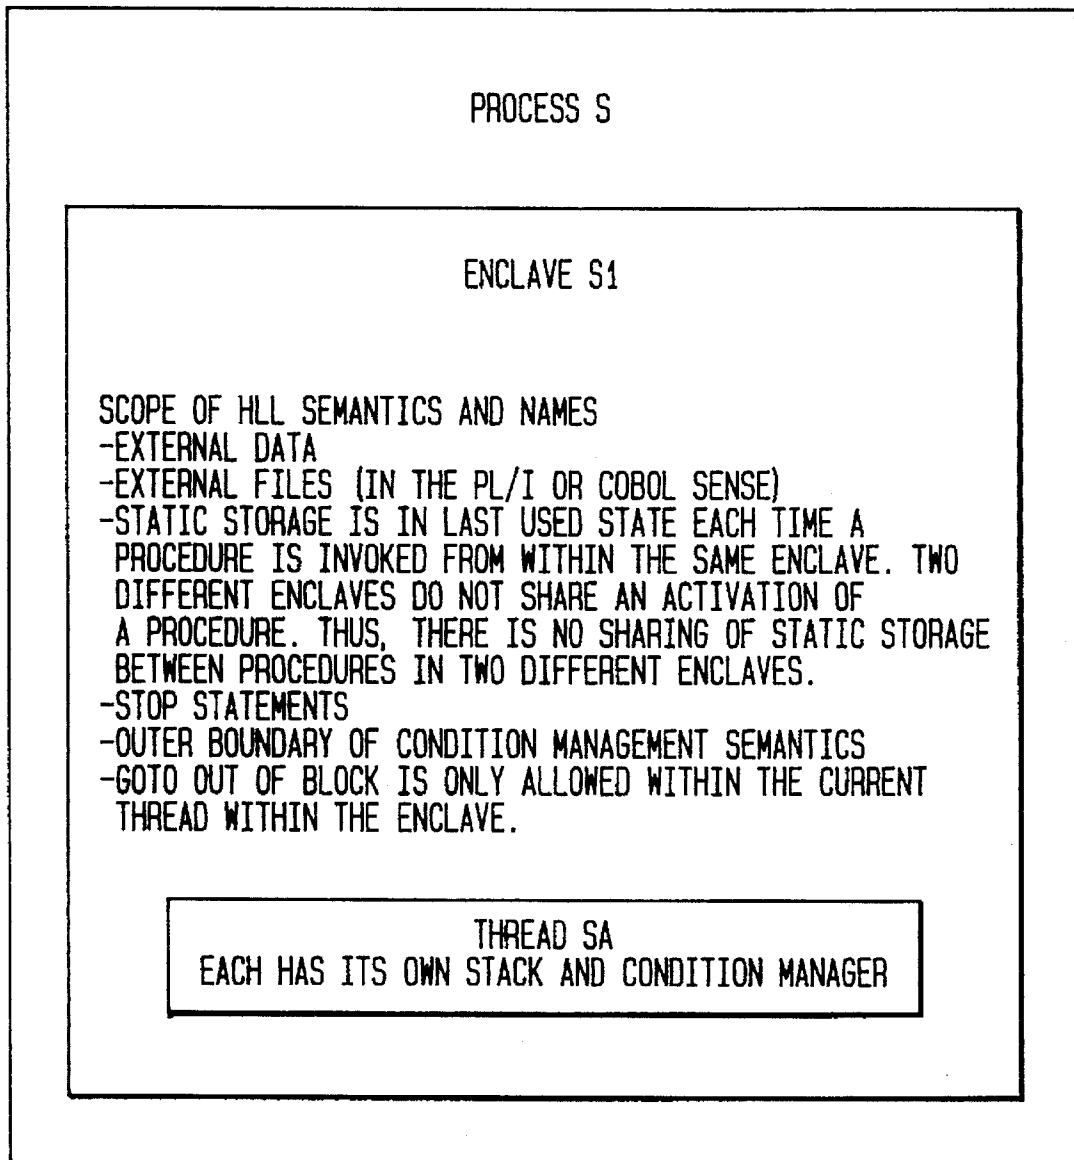 PROCESS S
ENCLAVE S1
SCOPE OF HLL SEMANTICS AND NAMES
-EXTERNAL DATA
-EXTERNAL FILES (IN THE PL/I OR COBOL SENSE)
-STATIC STORAGE IS IN LAST USED STATE EACH TIME A
PROCEDURE IS INVOKED FROM WITHIN THE SAME ENCLAVE. TWO
DIFFERENT ENCLAVES DO NOT SHARE AN ACTIVATION OF
A PROCEDURE. THUS, THERE IS NO SHARING OF STATIC STORAGE
BETWEEN PROCEDURES IN TWO DIFFERENT ENCLAVES.
-STOP STATEMENTS
-OUTER BOUNDARY OF CONDITION MANAGEMENT SEMANTICS
-GOTO OUT OF BLOCK IS ONLY ALLOWED WITHIN THE CURRENT
THREAD WITHIN THE ENCLAVE.
THREAD SA
EACH HAS ITS OWN STACK AND CONDITION MANAGER